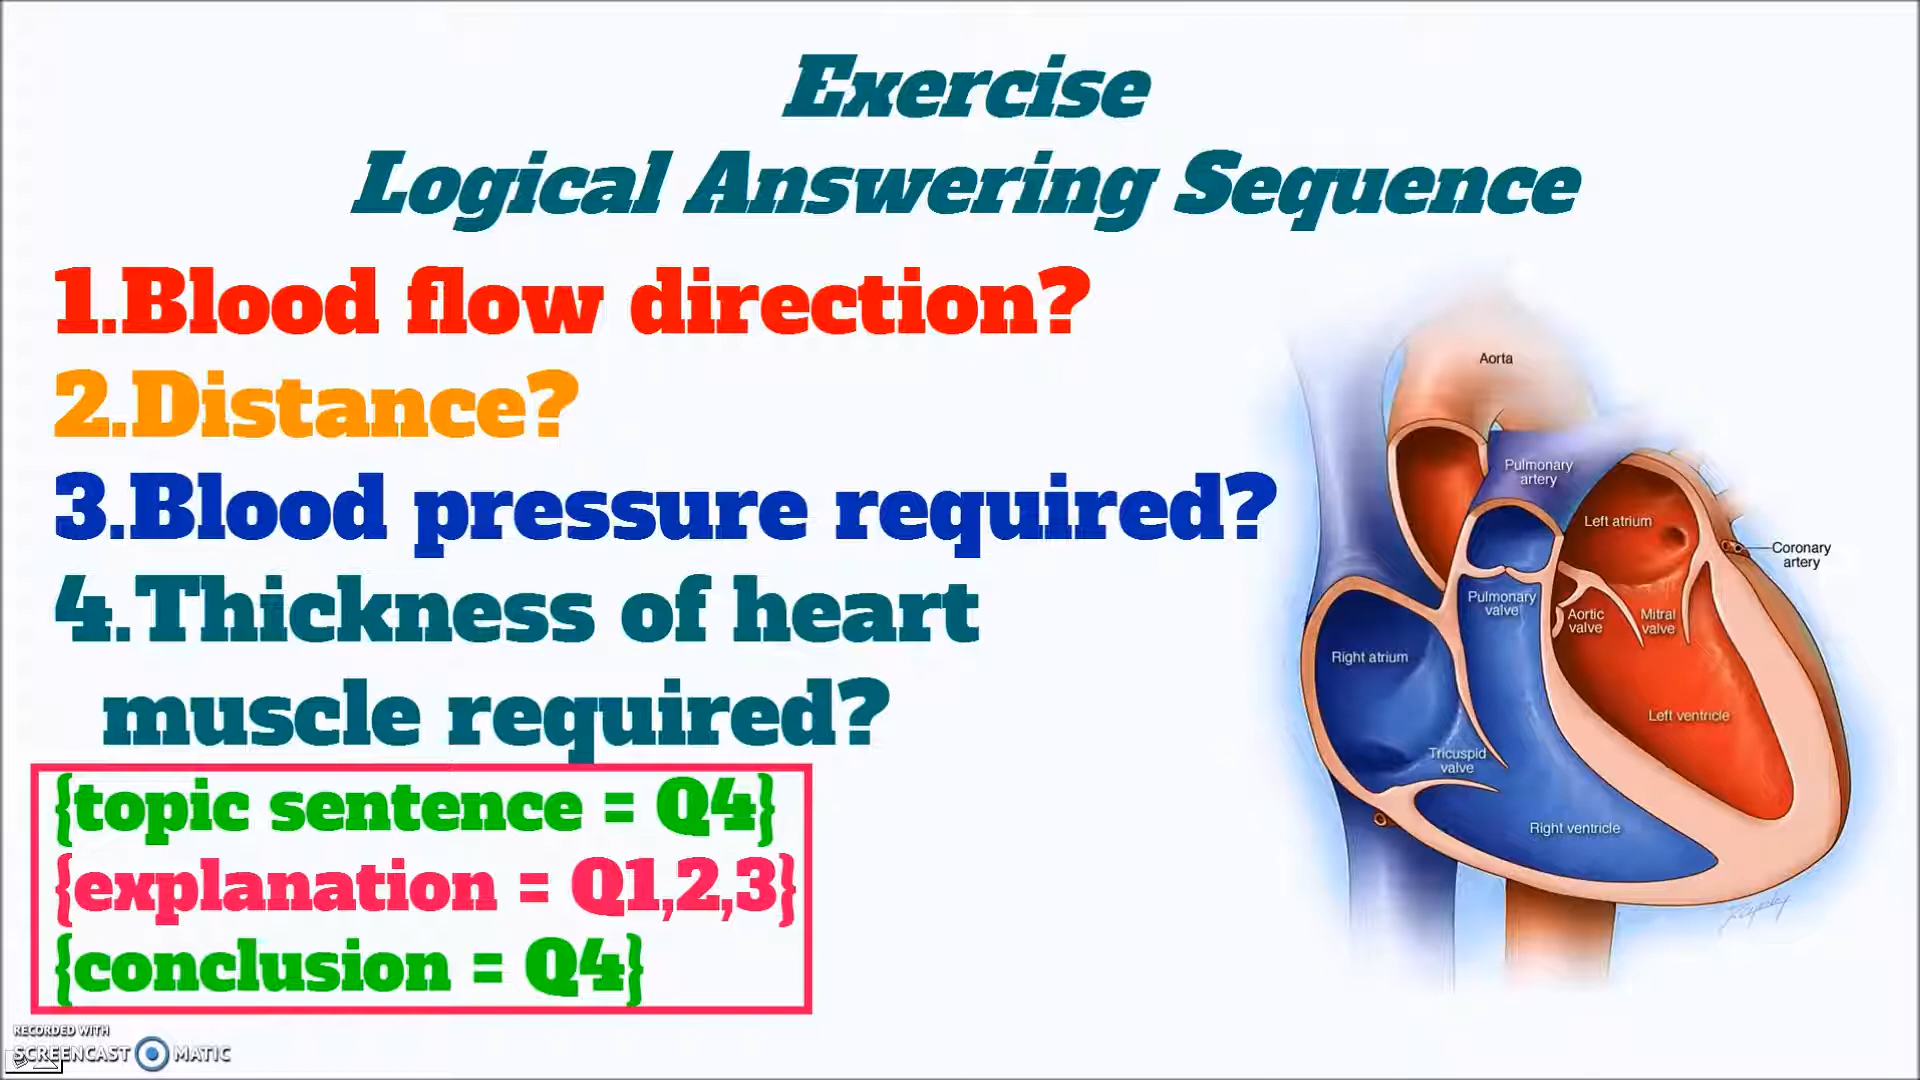 Exercise
Logical Answering Sequence
1.Blood flow direction?
2.Distance?
3.Blood pressure required?
4.Thickness of heart
muscle required?
{topic sentence = Q4}
{explanation = Q1,2,3}
{conclusion = Q4}
Aorta
Pulmonary
artery
Left atrium
Coronary
artery
Pulmonary
valve
Aortic
valve
Mitral
valve
Right atrium
Left ventricle
Tricuspid
valve
Right ventricle
RECORDED WITH
SCREENCAST MATIC